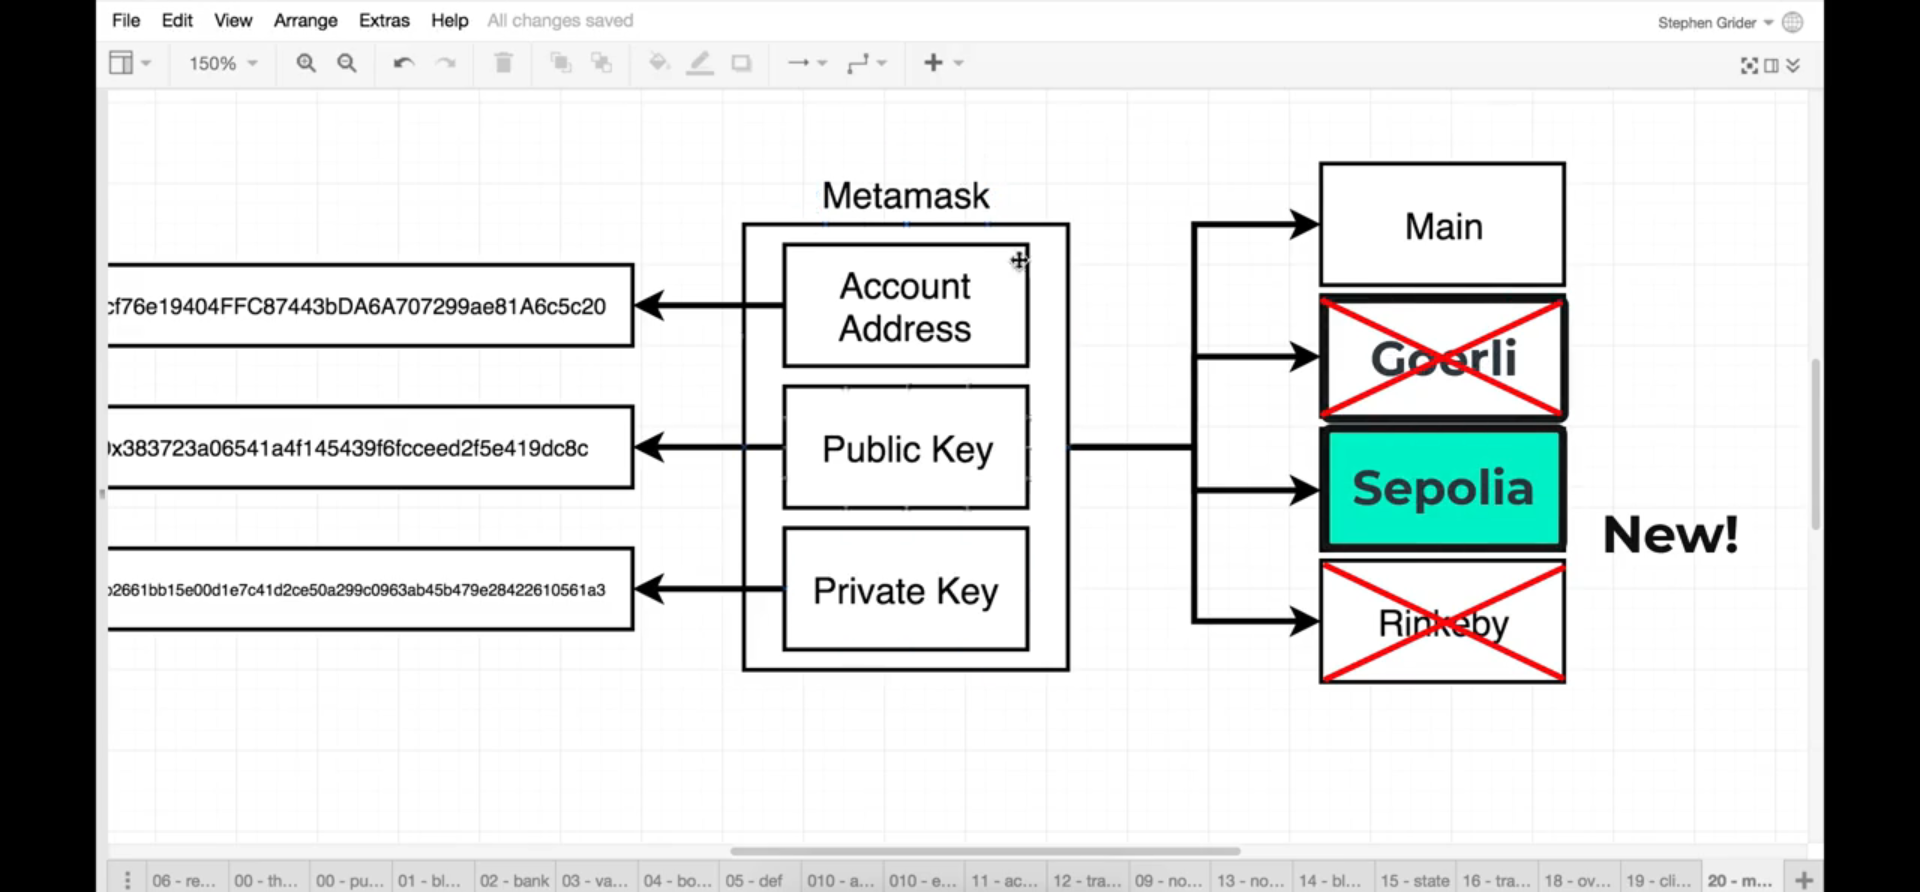 File Edit View Arrange Extras Help All changes saved
Stephen Grider
150%
Metamask
Main
Account
Address
cf76e19404FFC87443bDA6A707299ae81A6c5c20
Goerli
Public Key
0x383723a06541a4f145439f6fcceed2f5e419dc8c
Sepolia
New!
Private Key
b2661bb15e00d1e7c41d2ce50a299c0963ab45b479e28422610561a3
Rinkeby
06 - re... 00 - th... 00 - pu... 01 - bl... 02 - bank 03 - va... 04 - bo... 05 - def 010 - a... 010 - e... 11 - ac... 12 - tra... 09 - no... 13 - no... 14 - bl... 15 - state 16 - tra... 18 - ov... 19 - cli... 20 - m...